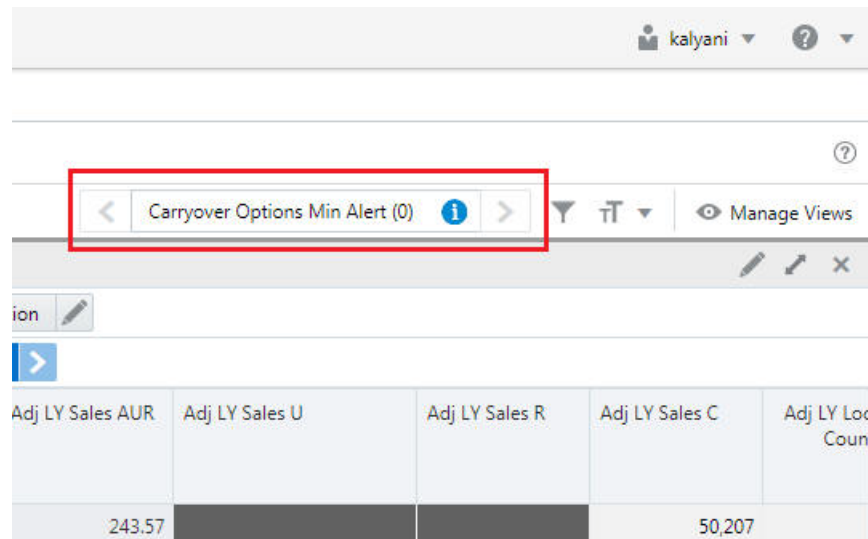 kalyani
Carryover Options Min Alert (0)
Manage Views
ion
Adj LY Sales AUR Adj LY Sales U Adj LY Sales R Adj LY Sales C Adj LY Loc
Coun
243.57 50,207